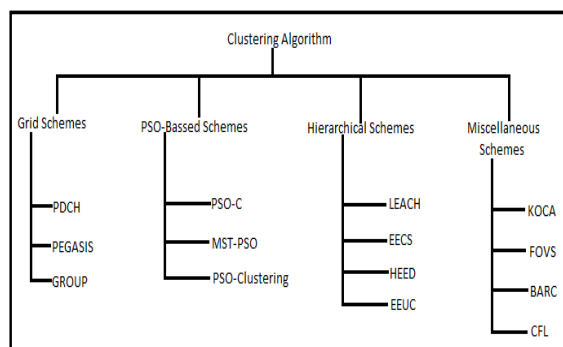 Clustering Algorithm
Grid Schemes
PSO-Bassed Schemes
Hierarchical Schemes
Miscellaneous
Schemes
PDCH
PEGASIS
GROUP
PSO-C
MST-PSO
PSO-Clustering
LEACH
EECS
HEED
EEUC
KOCA
FOVS
BARC
CFL